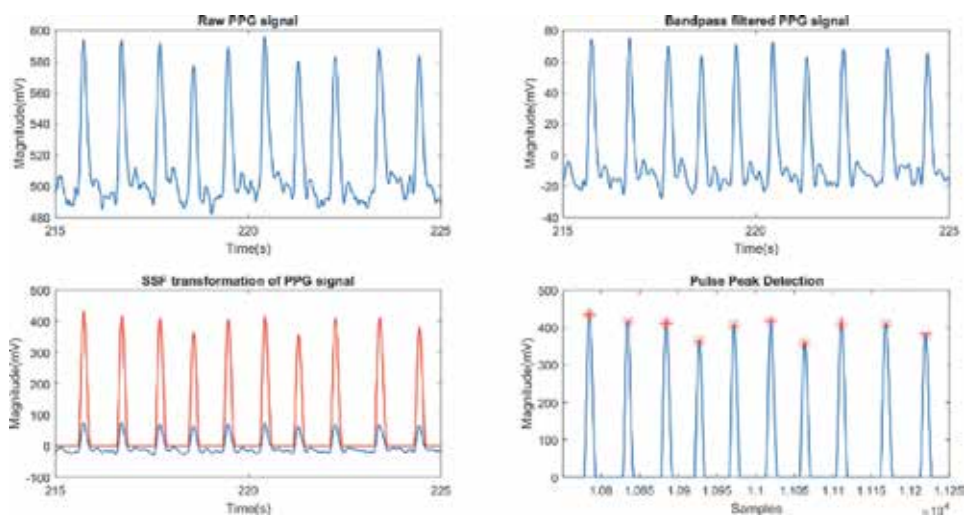 Raw PPG signal
Magnitude(mV)
600
580
560
540
520
500
480
215
220
225
Time(s)
Bandpass filtered PPG signal
Magnitude(mV)
80
60
40
20
0
-20
-40
215
220
225
Time(s)
SSF transformation of PPG signal
Magnitude(mV)
500
400
300
200
100
0
-100
215
220
225
Time(s)
Pulse Peak Detection
Magnitude(mV)
500
400
300
200
100
0
1.08 1.085 1.09 1.095 1.1 1.105 1.11 1.115 1.12 1.125
Samples
×10⁴